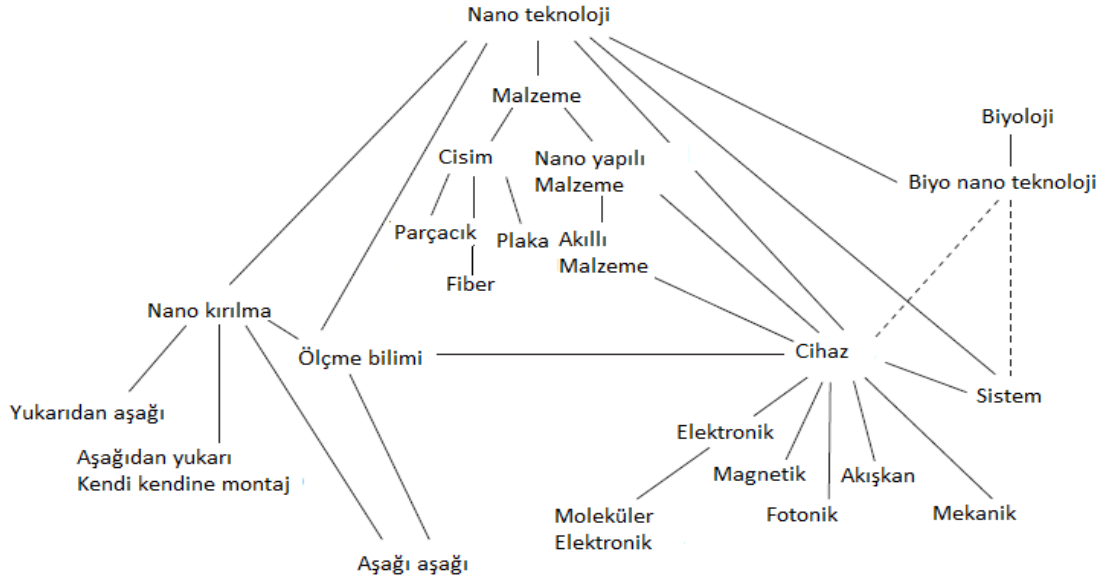 Nano teknoloji
Malzeme
Biyoloji
Cisim
Nano yapılı
Malzeme
Biyo nano teknoloji
Parçacık
Plaka
Akıllı
Malzeme
Fiber
Nano kırılma
Ölçme bilimi
Cihaz
Sistem
Yukarıdan aşağı
Elektronik
Aşağıdan yukarı
Kendi kendine montaj
Magnetik
Akışkan
Moleküler
Elektronik
Fotonik
Mekanik
Aşağı aşağı